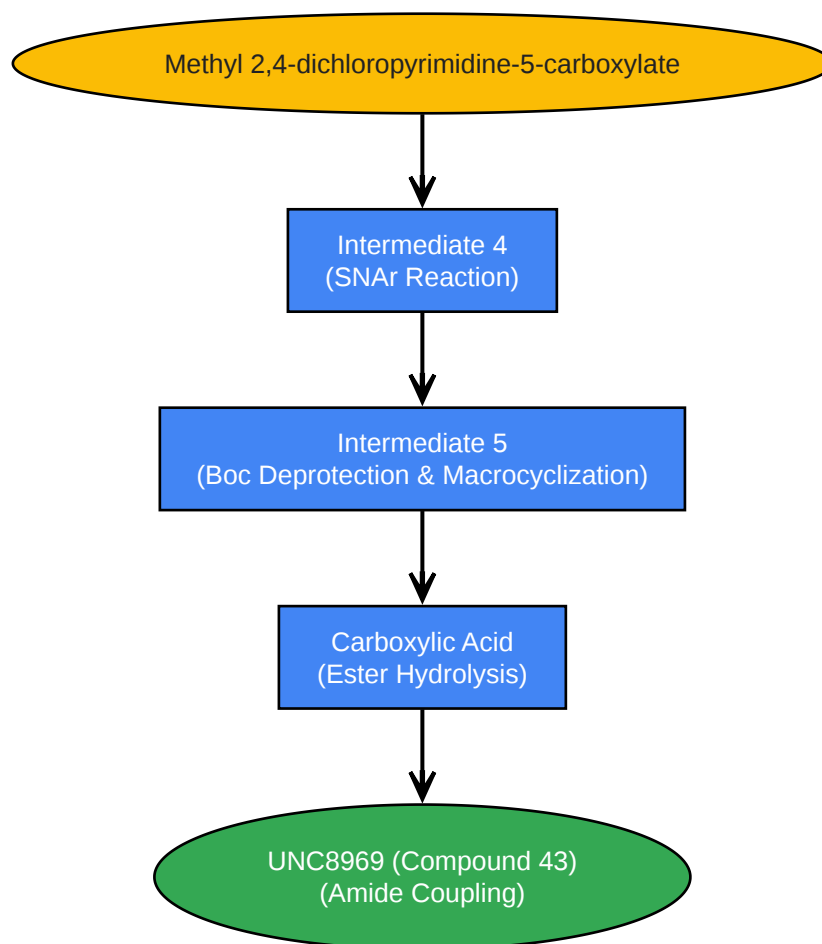 Methyl 2,4-dichloropyrimidine-5-carboxylate
Intermediate 4
(SNAr Reaction)
Intermediate 5
(Boc Deprotection & Macrocyclization)
Carboxylic Acid
(Ester Hydrolysis)
UNC8969 (Compound 43)
(Amide Coupling)